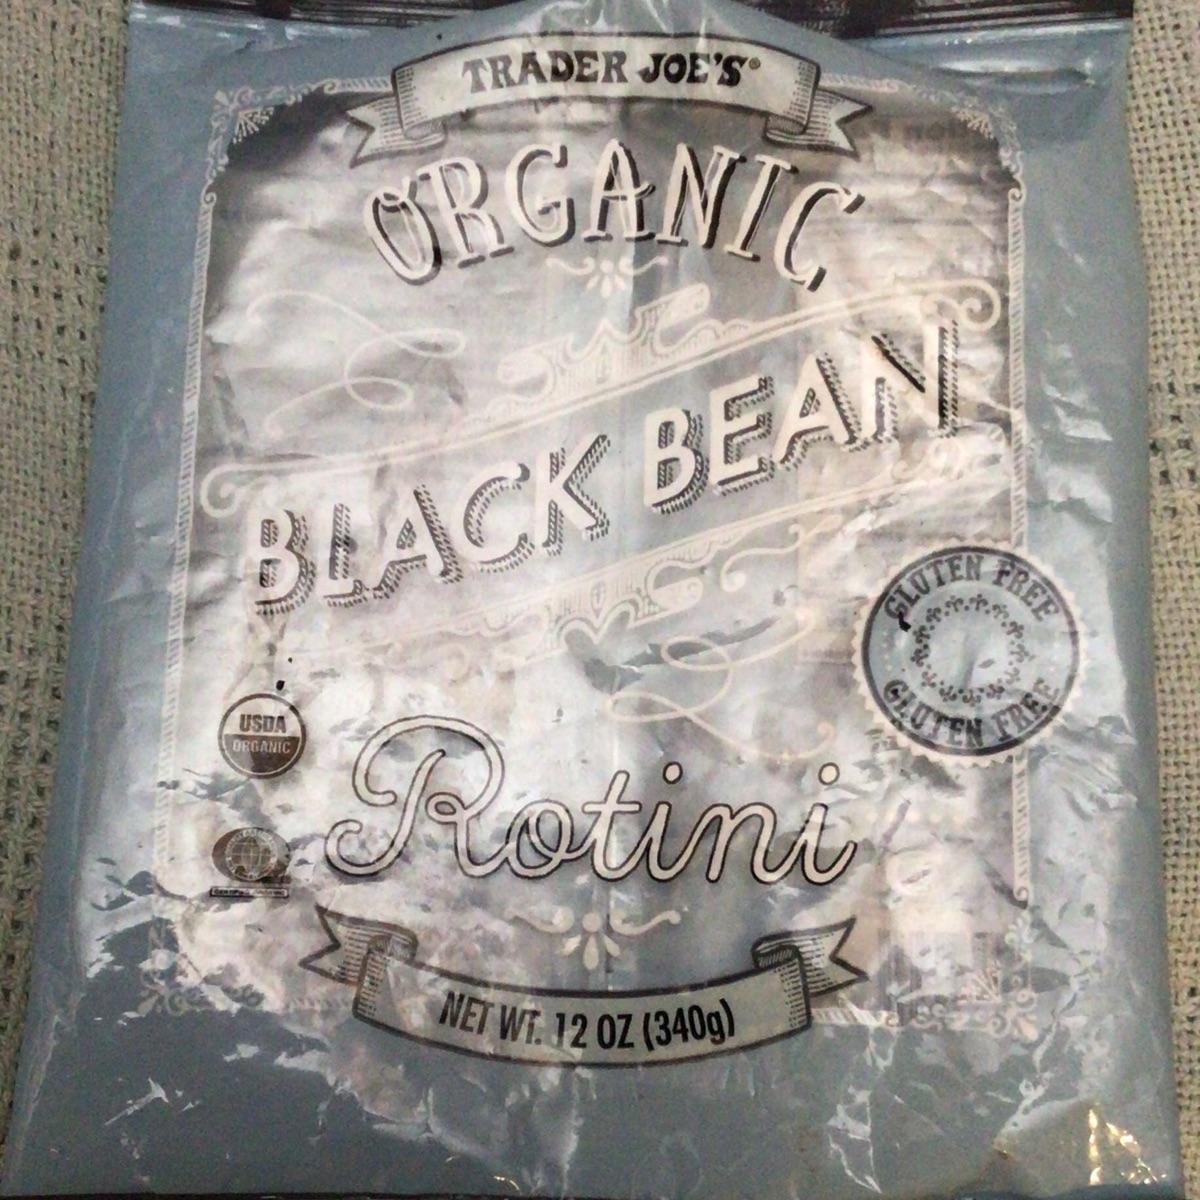 TRADER JOE'S®
ORGANIC
BLACK BEAN
GLUTEN FREE
GLUTEN FREE
USDA
ORGANIC
Rotini
NET WT. 12 OZ (340g)